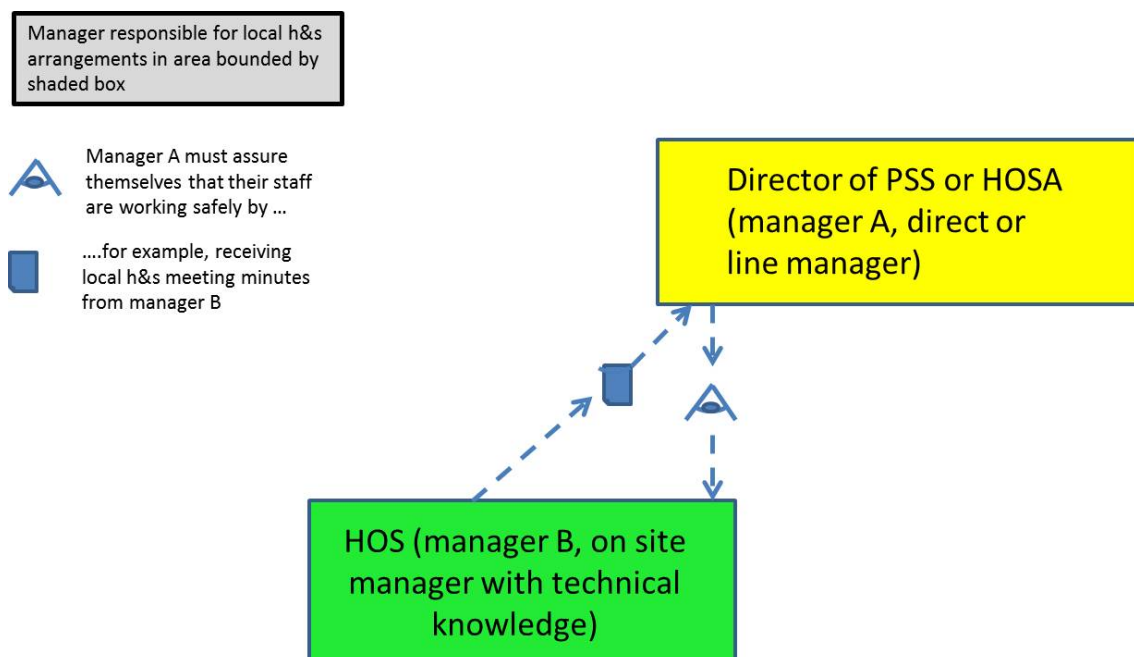 Manager responsible for local h&s
arrangements in area bounded by
shaded box
Manager A must assure
themselves that their staff
are working safely by ...
....for example, receiving
local h&s meeting minutes
from manager B
Director of PSS or HOSA
(manager A, direct or
line manager)
HOS (manager B, on site
manager with technical
knowledge)